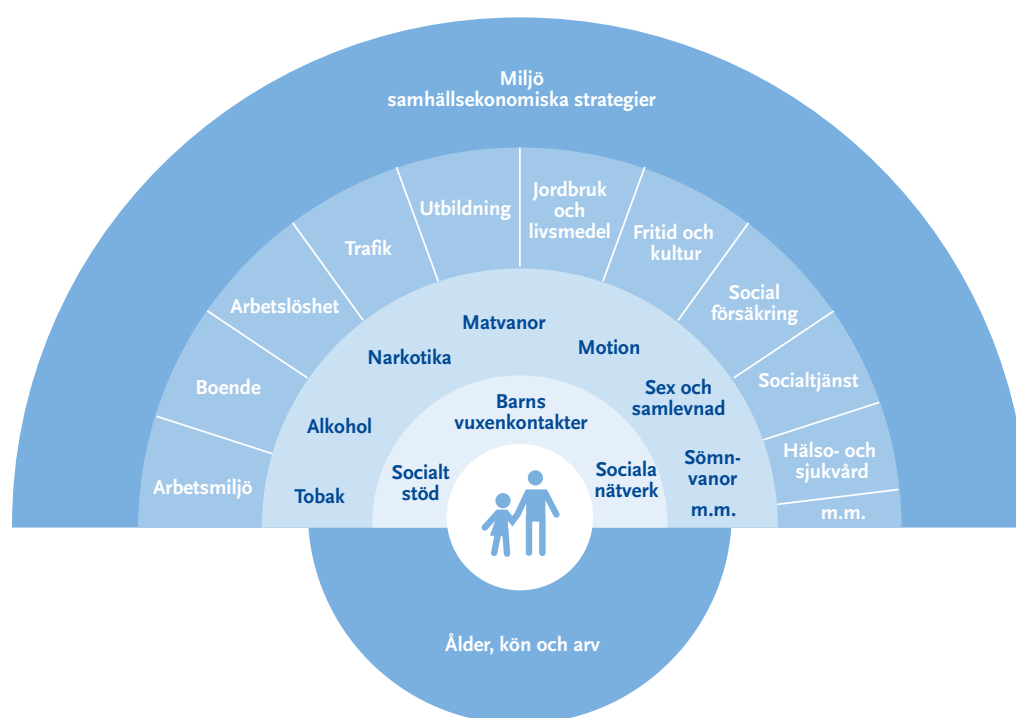 Miljö
samhällsekonomiska strategier
Arbetsmiljö
Boende
Arbetslöshet
Trafik
Utbildning
Jordbruk
och
livsmedel
Fritid och
kultur
Social
försäkring
Socialtjänst
Hälso- och
sjukvård
m.m.
Tobak
Alkohol
Narkotika
Matvanor
Motion
Sex och
samlevnad
Sömn-
vanor
m.m.
Socialt
stöd
Barns
vuxenkontakter
Sociala
nätverk
Ålder, kön och arv